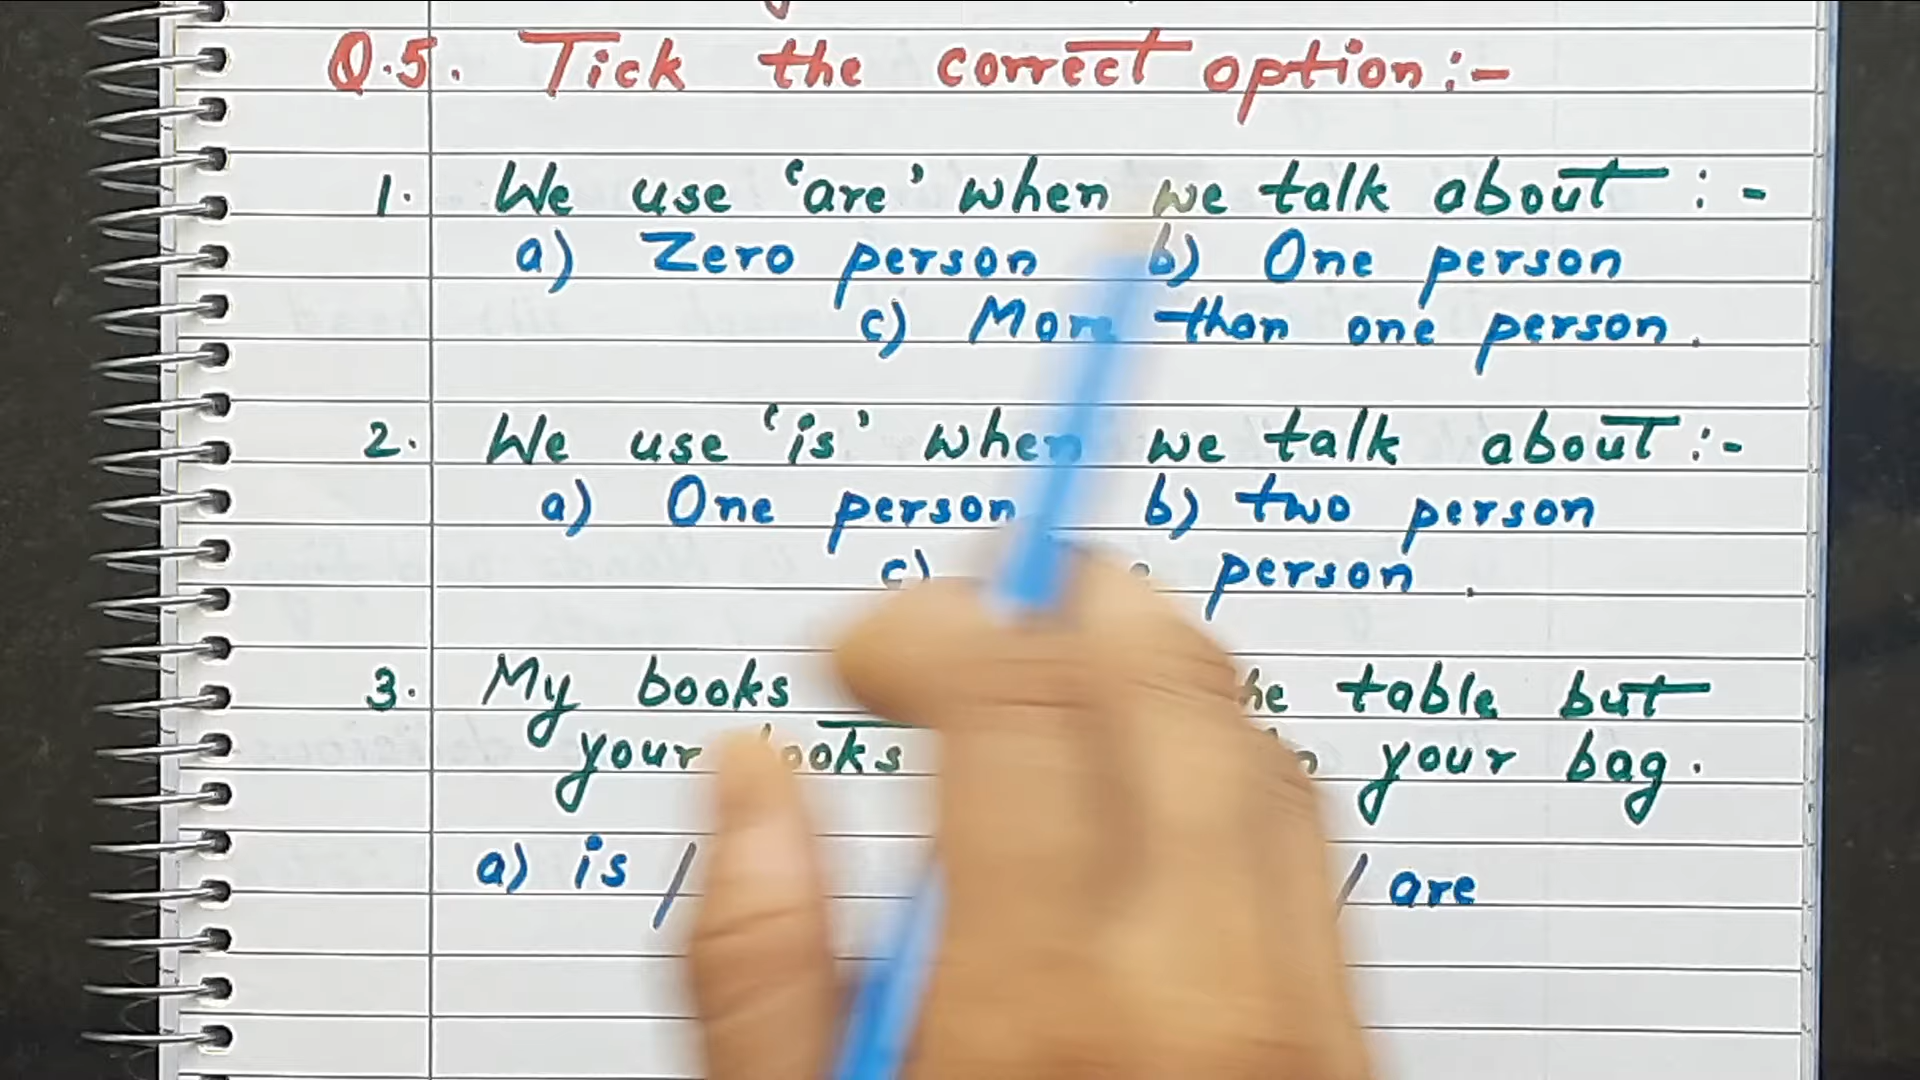 Q.5. Tick the correct option:-
1. We use 'are' when we talk about :-
a) Zero person b) One person
c) More than one person.
2. We use 'is' when we talk about:-
a) One person b) two person
c) person.
3. My books table but
your books your bag.
a) is / / are